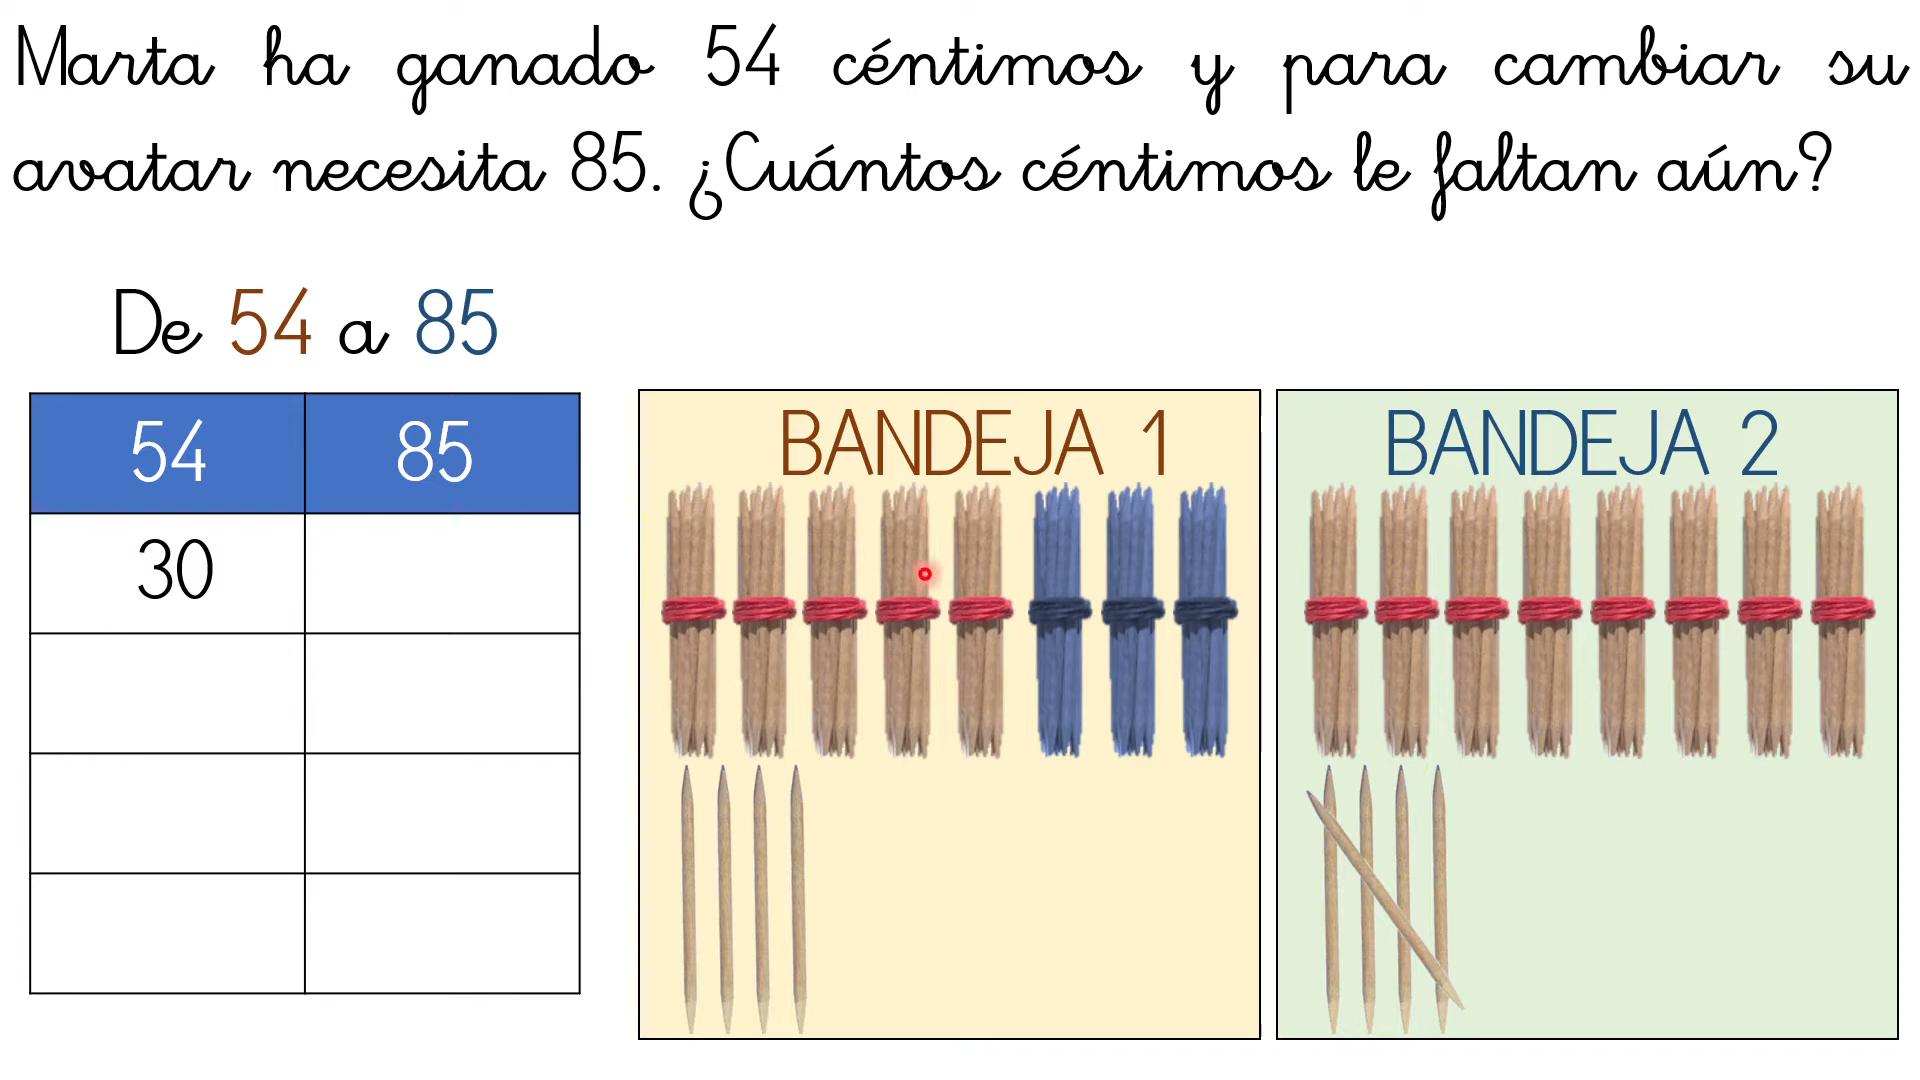 Marta ha ganado 54 céntimos y para cambiar su
avatar necesita 85. ¿Cuántos céntimos le faltan aún?
De 54 a 85
54 85
30
BANDEJA 1
BANDEJA 2